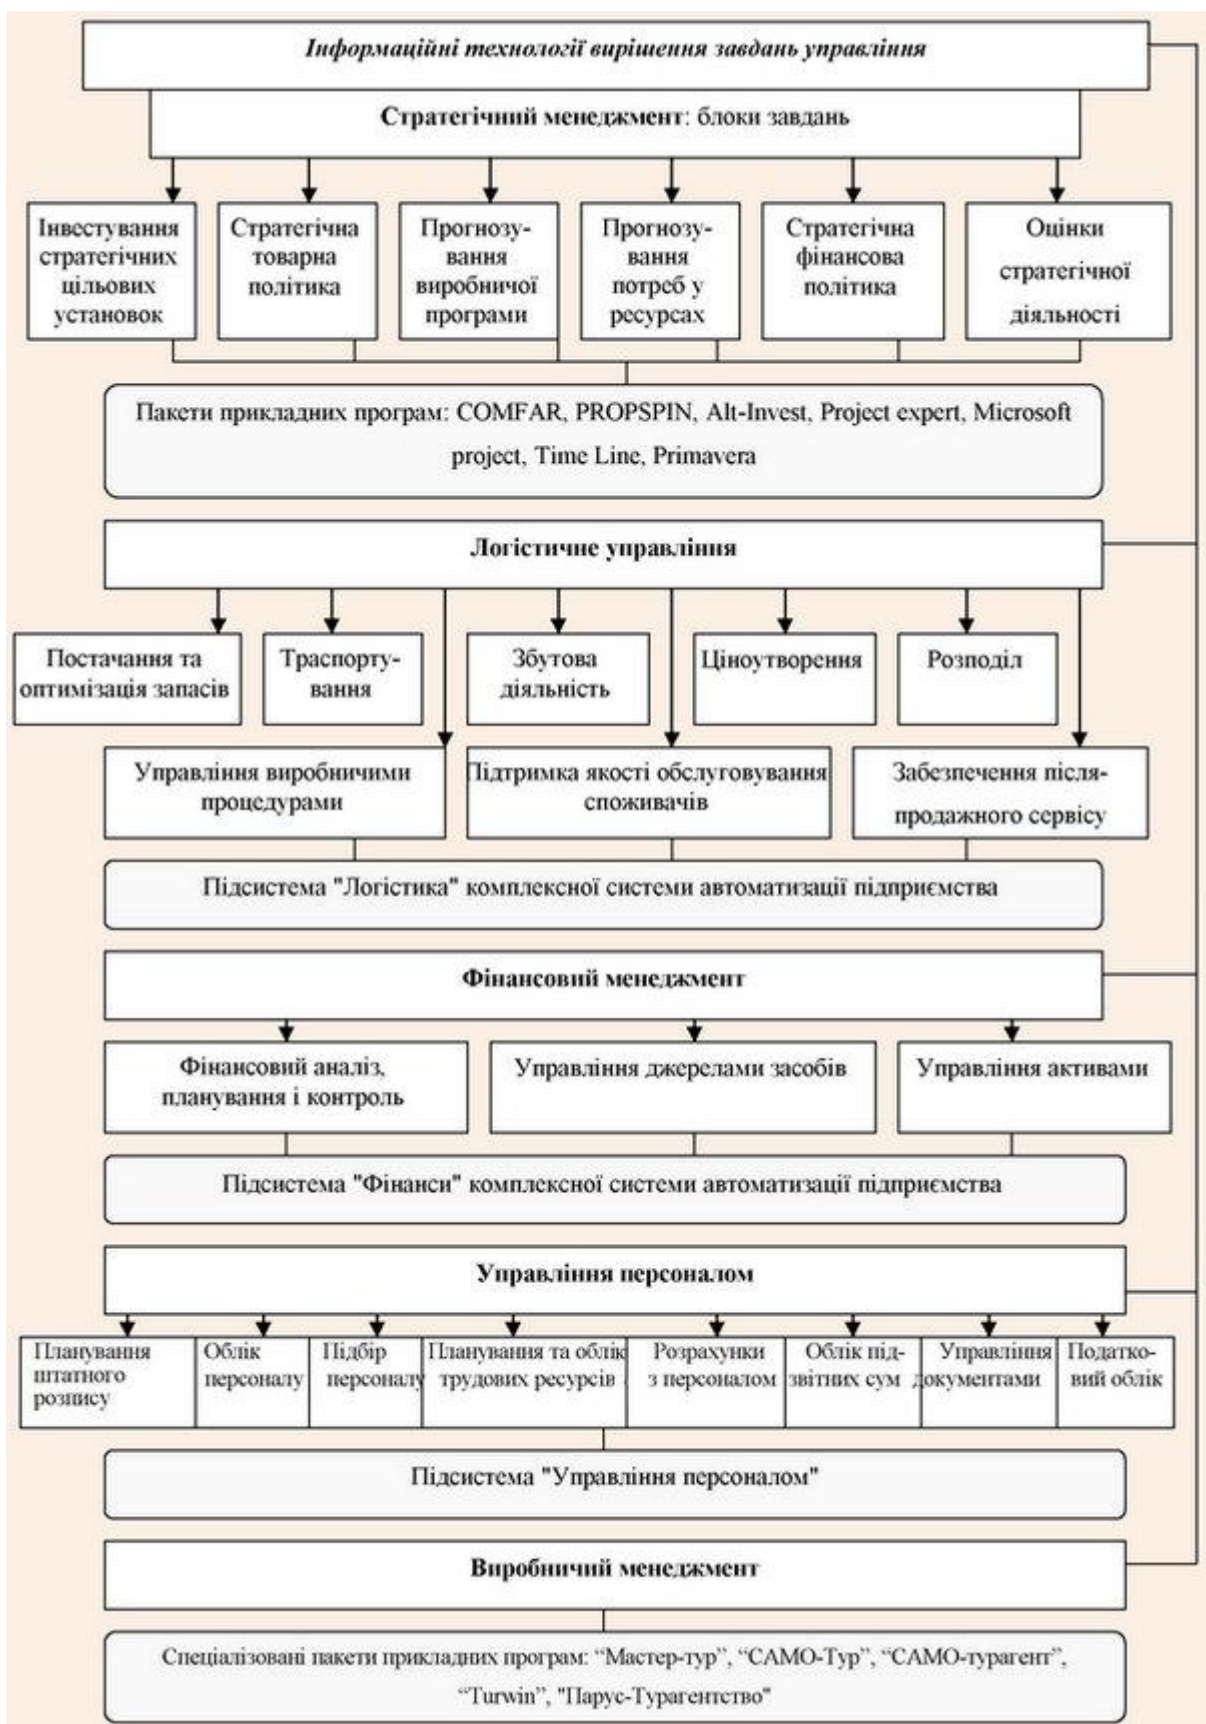 Інформаційні технології вирішення завдань управління
Стратегічний менеджмент: блоки завдань
Інвестування
стратегічних
цільових
установок
Стратегічна
товарна
політика
Прогнозу-
вання
виробничої
програми
Прогнозу-
вання
потреб у
ресурсах
Стратегічна
фінансова
політика
Оцінки
стратегічної
діяльності
Пакети прикладних програм: COMFAR, PROPSPIN, Alt-Invest, Project expert, Microsoft
project, Time Line, Primavera
Логістичне управління
Постачання та
оптимізація запасів
Траспорту-
вання
Збутова
діяльність
Ціноутворення
Розподіл
Управління виробничими
процедурами
Підтримка якості обслуговування
споживачів
Забезпечення після-
продажного сервісу
Підсистема "Логістика" комплексної системи автоматизації підприємства
Фінансовий менеджмент
Фінансовий аналіз,
планування і контроль
Управління джерелами засобів
Управління активами
Підсистема "Фінанси" комплексної системи автоматизації підприємства
Управління персоналом
Планування
штатного
розпису
Облік
персоналу
Підбір
персоналу
Планування та облік
трудових ресурсів
Розрахунки
з персоналом
Облік під-
звітних сум
Управління
документами
Податко-
вий облік
Підсистема "Управління персоналом"
Виробничий менеджмент
Спеціалізовані пакети прикладних програм: “Мастер-тур”, “САМО-Тур”, “САМО-турагент”,
“Turwin”, "Парус-Турагентство"